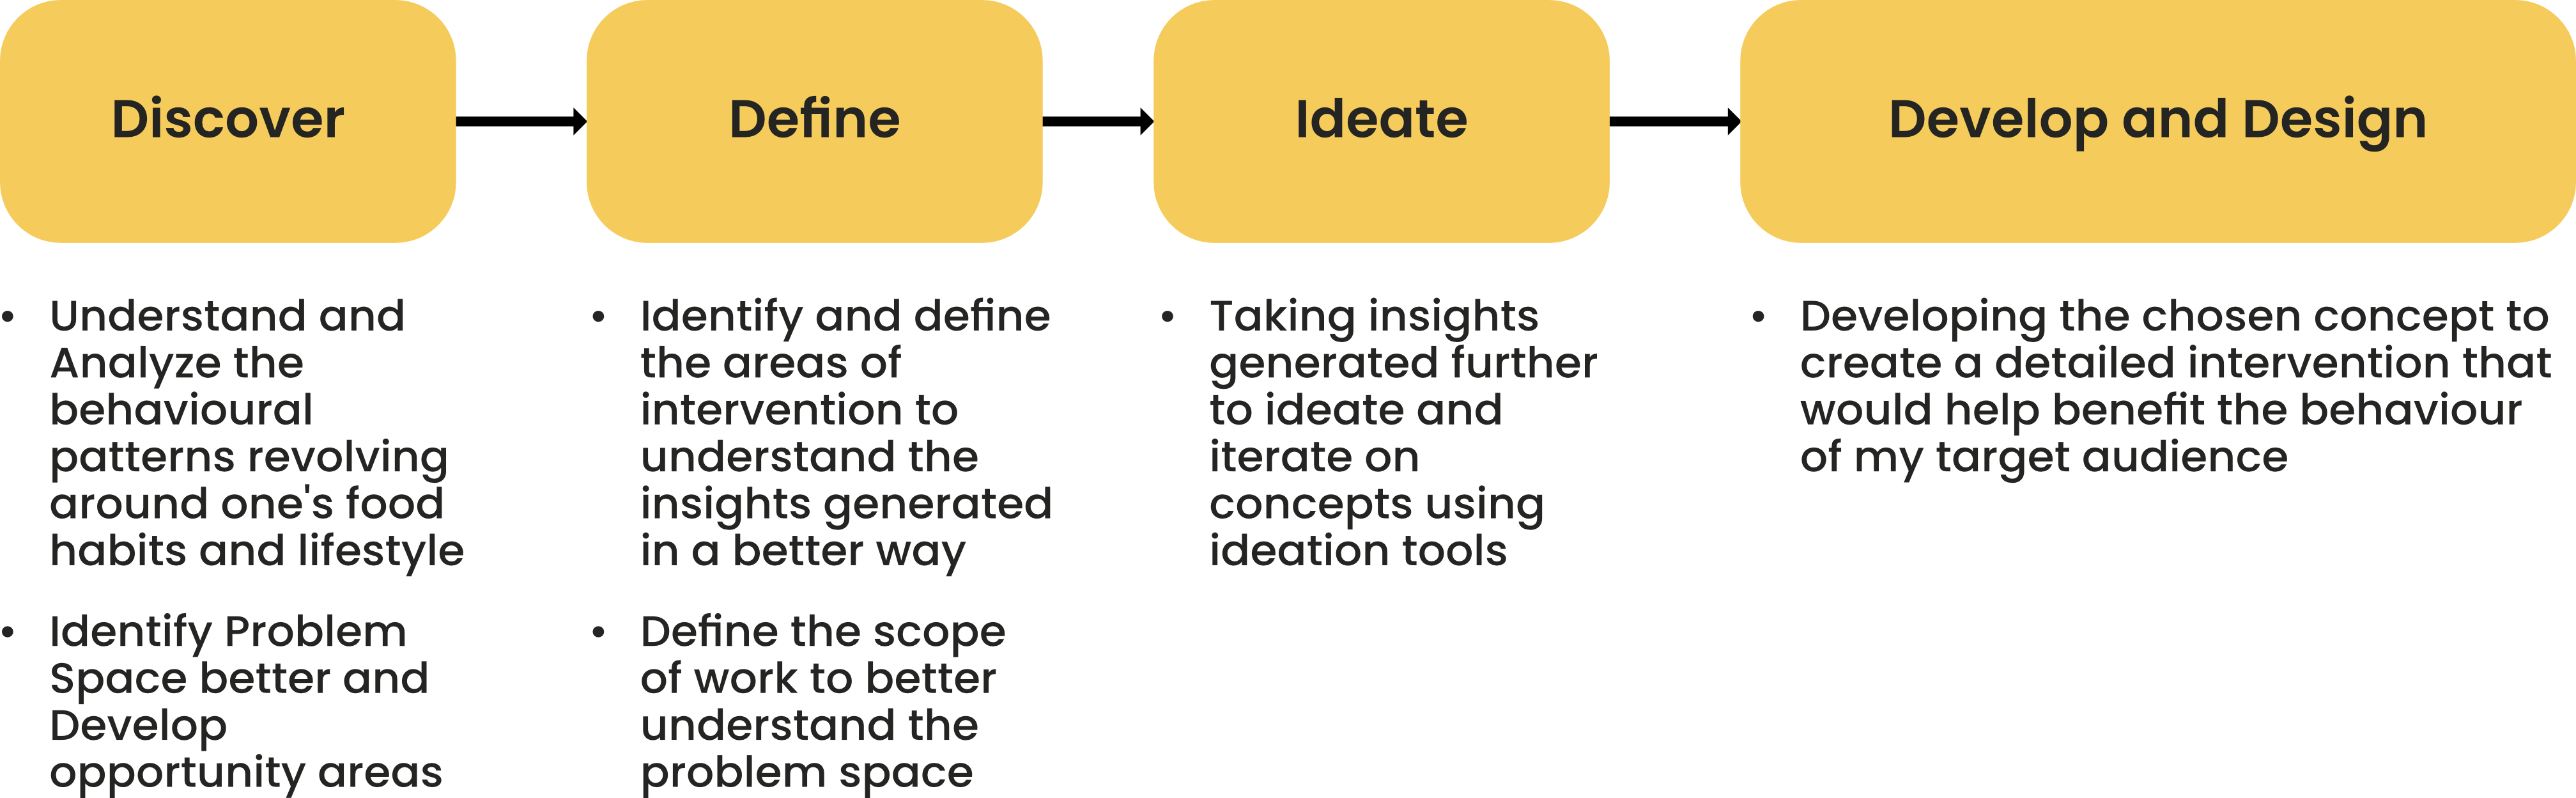 Discover
Define
Ideate
Develop and Design
• Understand and
Analyze the
behavioural
patterns revolving
around one's food
habits and lifestyle
• Identify Problem
Space better and
Develop
opportunity areas
• Identify and define
the areas of
intervention to
understand the
insights generated
in a better way
• Define the scope
of work to better
understand the
problem space
• Taking insights
generated further
to ideate and
iterate on
concepts using
ideation tools
• Developing the chosen concept to
create a detailed intervention that
would help benefit the behaviour
of my target audience